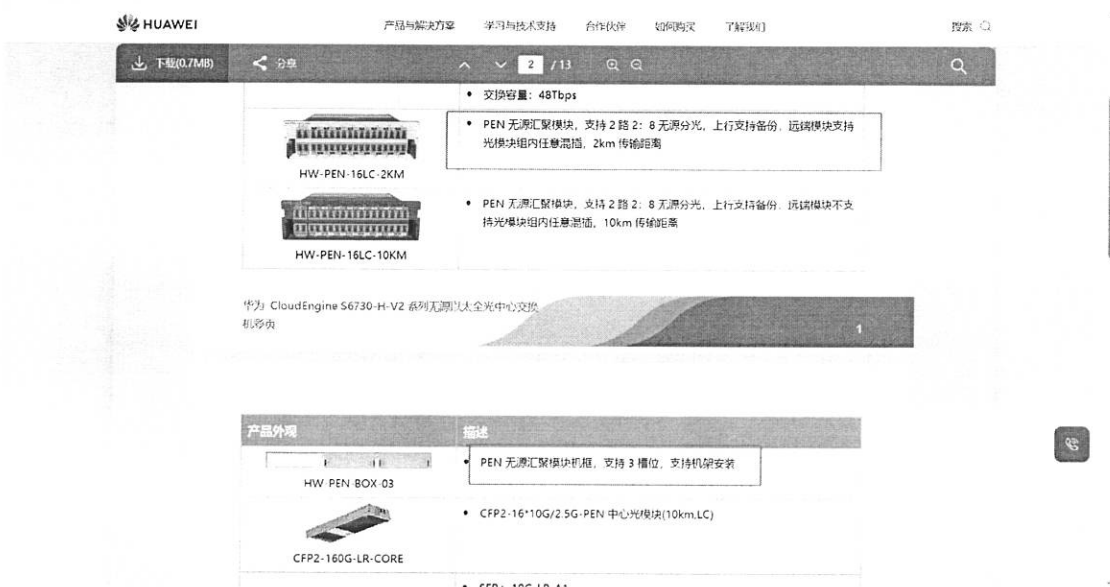 HUAWEI 产品与解决方案 学习与技术支持 合作伙伴 如何购买 了解我们 搜索
下载(0.7MB) 分享 2 / 13
• 交换容量：48Tbps
• PEN 无源汇聚模块，支持 2 路 2：8 无源分光，上行支持备份．远端模块支持
光模块组内任意混插，2km 传输距离
HW-PEN-16LC-2KM
• PEN 无源汇聚模块，支持 2 路 2：8 无源分光，上行支持备份．远端模块不支
持光模块组内任意混插，10km 传输距离
HW-PEN-16LC-10KM
华为 CloudEngine S6730-H-V2 系列无源以太全光中心交换
机彩页
1
产品外观 描述
• PEN 无源汇聚模块机框，支持 3 槽位，支持机架安装
HW-PEN-BOX-03
• CFP2-16*10G/2.5G-PEN 中心光模块(10km,LC)
CFP2-160G-LR-CORE